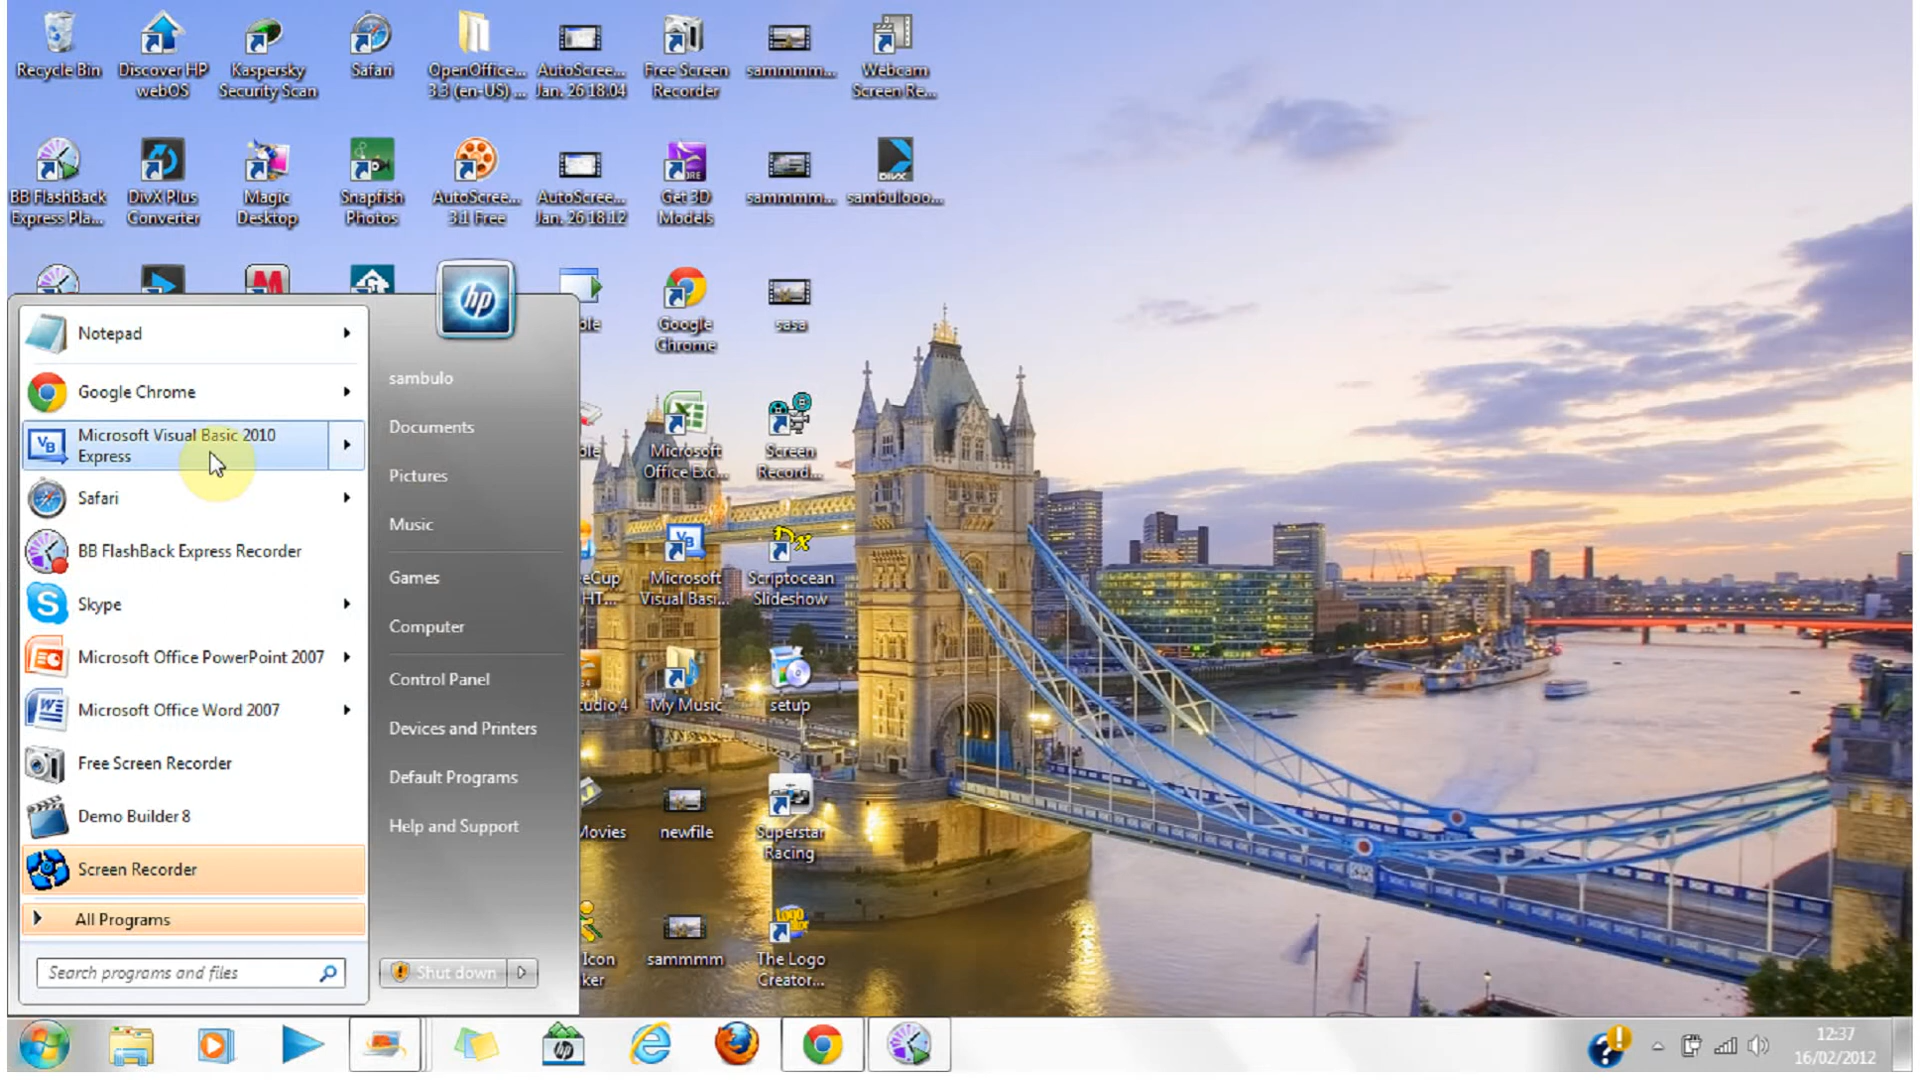 Recycle Bin
Discover HP
webOS
Kaspersky
Security Scan
Safari
OpenOffice...
3.3 (en-US) ...
AutoScree...
Jan. 26 18.04
Free Screen
Recorder
sammmm...
Webcam
Screen Re...
BB FlashBack
Express Pla...
DivX Plus
Converter
Magic
Desktop
Snapfish
Photos
AutoScree...
3.1 Free
AutoScree...
Jan. 26 18.12
Get 3D
Models
sammmm...
DIVX
sambulooo...
hp
Notepad
Google Chrome
Microsoft Visual Basic 2010
Express
Safari
BB FlashBack Express Recorder
Skype
Microsoft Office PowerPoint 2007
Microsoft Office Word 2007
Free Screen Recorder
Demo Builder 8
Screen Recorder
All Programs
Search programs and files
sambulo
Documents
Pictures
Music
Games
Computer
Control Panel
Devices and Printers
Default Programs
Help and Support
Shut down
Google
Chrome
sasa
Microsoft
Office Exc...
Screen
Record...
Microsoft
Visual Basi...
Scriptocean
Slideshow
My Music
setup
Movies
newfile
Superstar
Racing
Icon
sammmm
The Logo
Creator...
12:37
16/02/2012